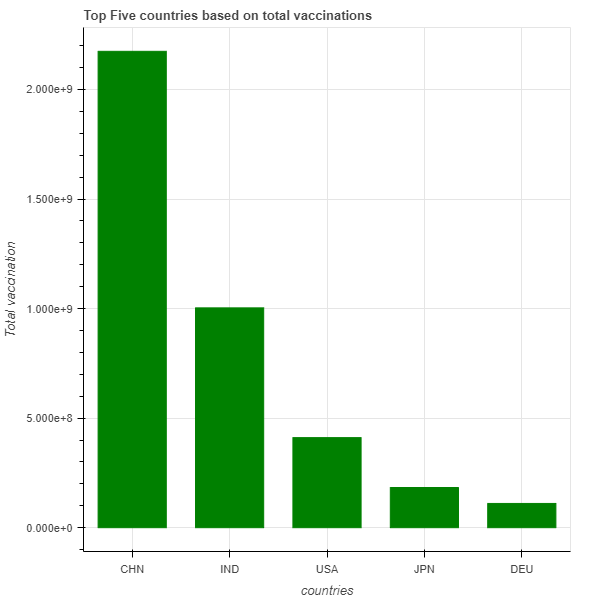 Top Five countries based on total vaccinations
2.000e+9
1.500e+9
1.000e+9
5.000e+8
0.000e+0
Total vaccination
CHN IND USA JPN DEU
countries